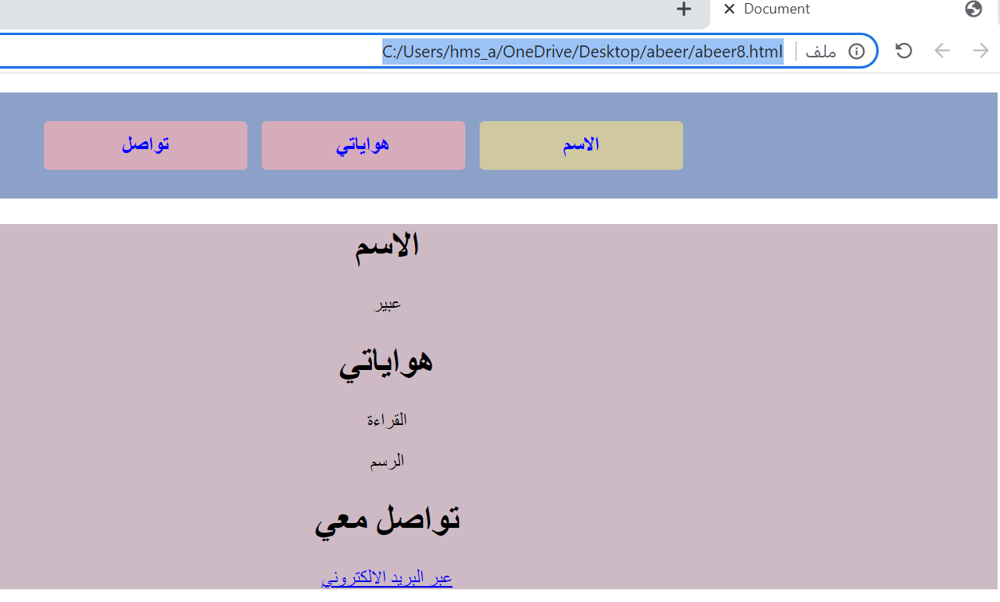 Document
ملف C:/Users/hms_a/OneDrive/Desktop/abeer/abeer8.html
الاسم هواياتي تواصل
الاسم
عبير
هواياتي
القراءة
الرسم
تواصل معي
عبر البريد الالكتروني